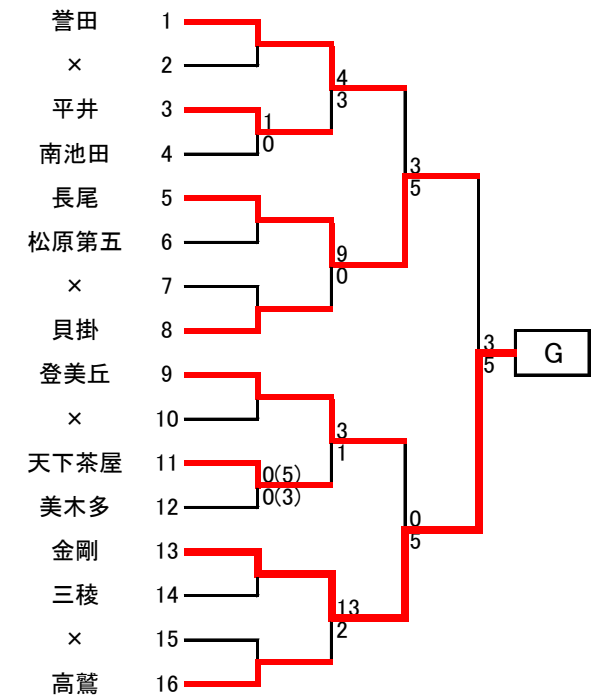 誉田 1
× 2
平井 3
南池田 4
長尾 5
松原第五 6
× 7
貝掛 8
登美丘 9
× 10
天下茶屋 11
美木多 12
金剛 13
三稜 14
× 15
高鷲 16
1
0
0(5)
0(3)
4
3
9
0
3
1
13
2
3
5
0
5
3
5
G